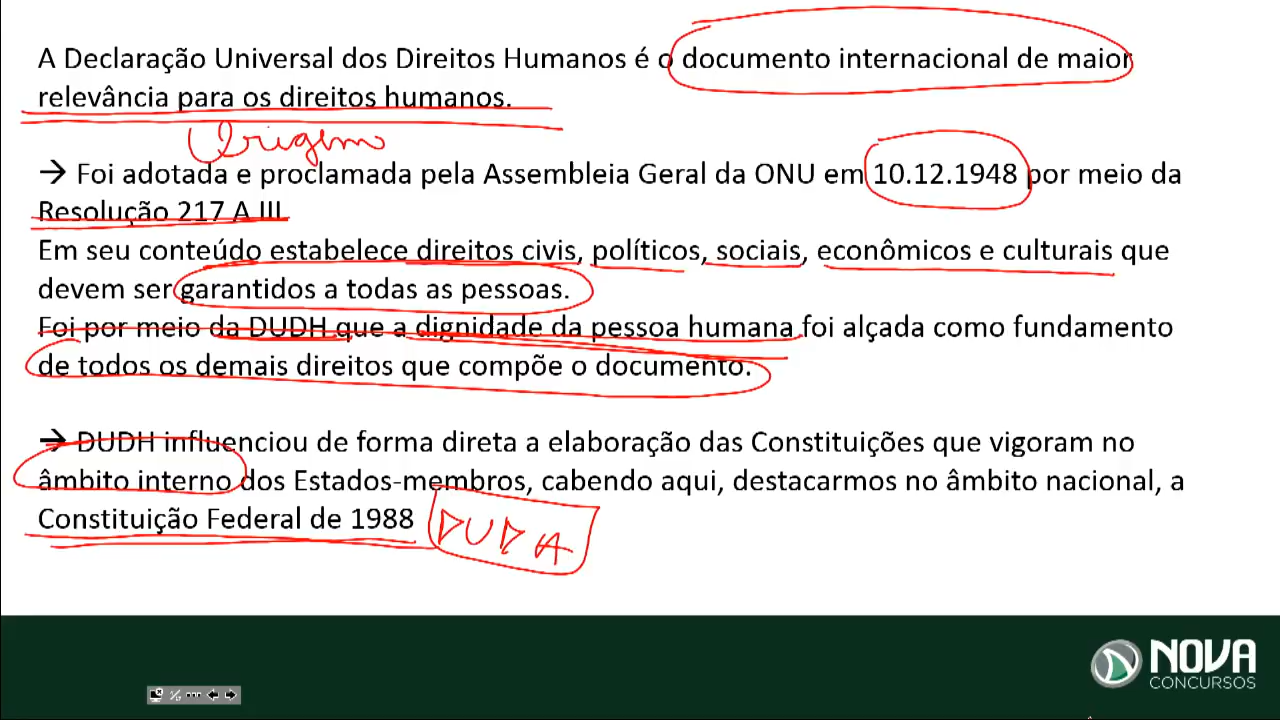 A Declaração Universal dos Direitos Humanos é o documento internacional de maior
relevância para os direitos humanos.
Origem
→ Foi adotada e proclamada pela Assembleia Geral da ONU em 10.12.1948 por meio da
Resolução 217 A III
Em seu conteúdo estabelece direitos civis, políticos, sociais, econômicos e culturais que
devem ser garantidos a todas as pessoas.
Foi por meio da DUDH que a dignidade da pessoa humana foi alçada como fundamento
de todos os demais direitos que compõe o documento.
→ DUDH influenciou de forma direta a elaboração das Constituições que vigoram no
âmbito interno dos Estados-membros, cabendo aqui, destacarmos no âmbito nacional, a
Constituição Federal de 1988
DUDH
NOVA
CONCURSOS